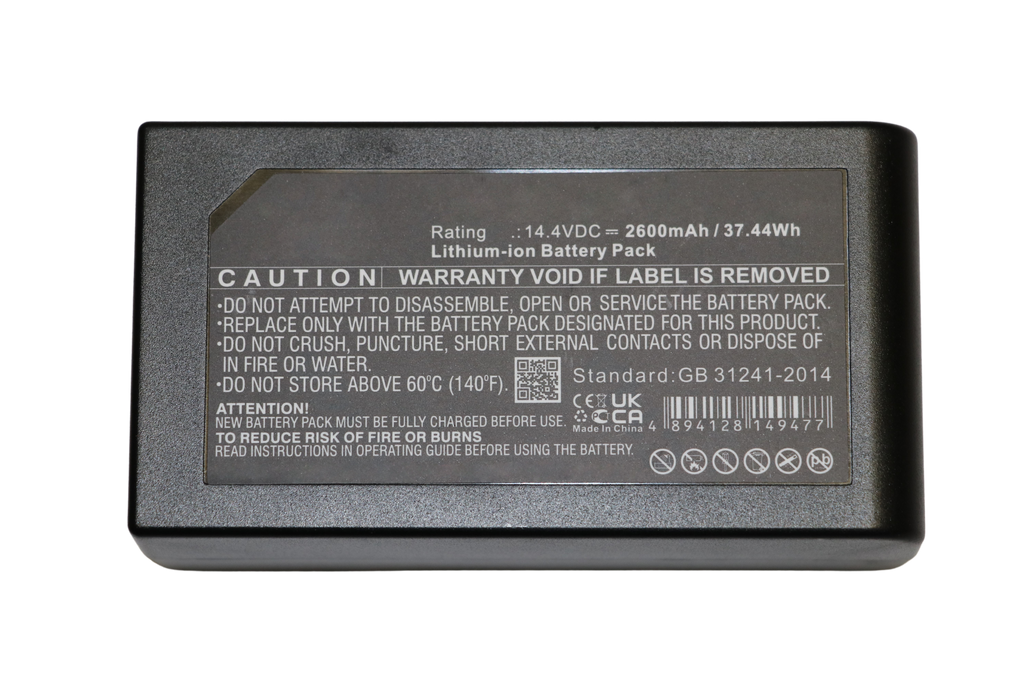 Rating .: 14.4VDC ⎓ 2600mAh / 37.44Wh
Lithium-ion Battery Pack
CAUTION WARRANTY VOID IF LABEL IS REMOVED
•DO NOT ATTEMPT TO DISASSEMBLE, OPEN OR SERVICE THE BATTERY PACK.
•REPLACE ONLY WITH THE BATTERY PACK DESIGNATED FOR THIS PRODUCT.
•DO NOT CRUSH, PUNCTURE, SHORT EXTERNAL CONTACTS OR DISPOSE OF
IN FIRE OR WATER.
•DO NOT STORE ABOVE 60°C (140°F).
Standard:GB 31241-2014
ATTENTION!
NEW BATTERY PACK MUST BE FULLY CHARGED BEFORE USE.
TO REDUCE RISK OF FIRE OR BURNS
READ INSTRUCTIONS IN OPERATING GUIDE BEFORE USING THE BATTERY.
CE UK
CA
Made In China
4 894128 149477
Pb